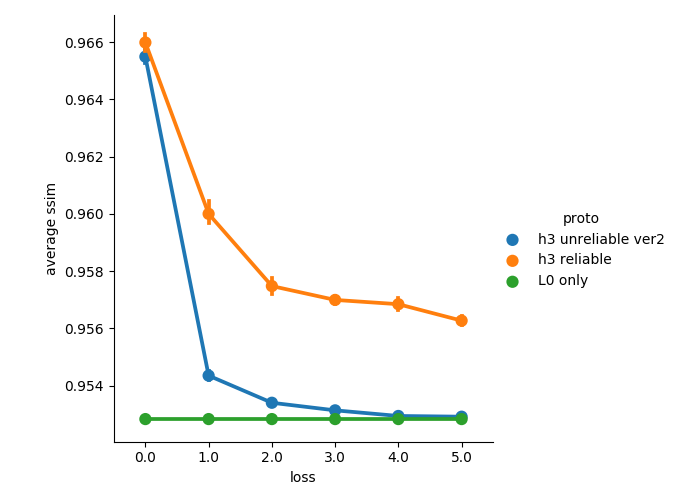 0.966
0.964
0.962
0.960
0.958
0.956
0.954
average ssim
0.0 1.0 2.0 3.0 4.0 5.0
loss
proto
h3 unreliable ver2
h3 reliable
L0 only